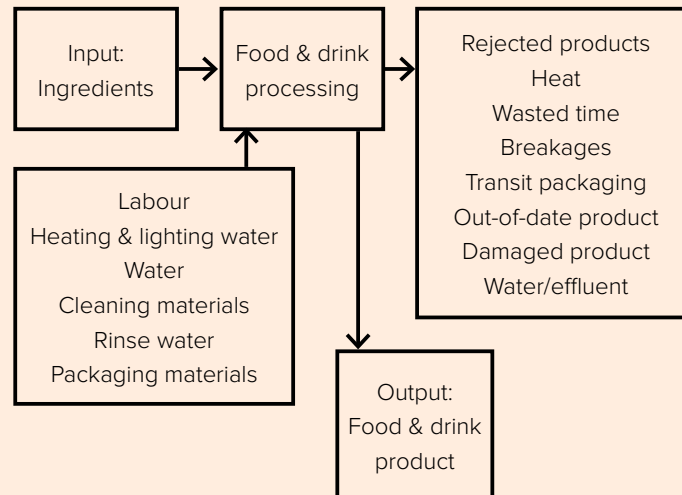 Input:
Ingredients
Food & drink
processing
Rejected products
Heat
Wasted time
Breakages
Transit packaging
Out-of-date product
Damaged product
Water/effluent
Labour
Heating & lighting water
Water
Cleaning materials
Rinse water
Packaging materials
Output:
Food & drink
product